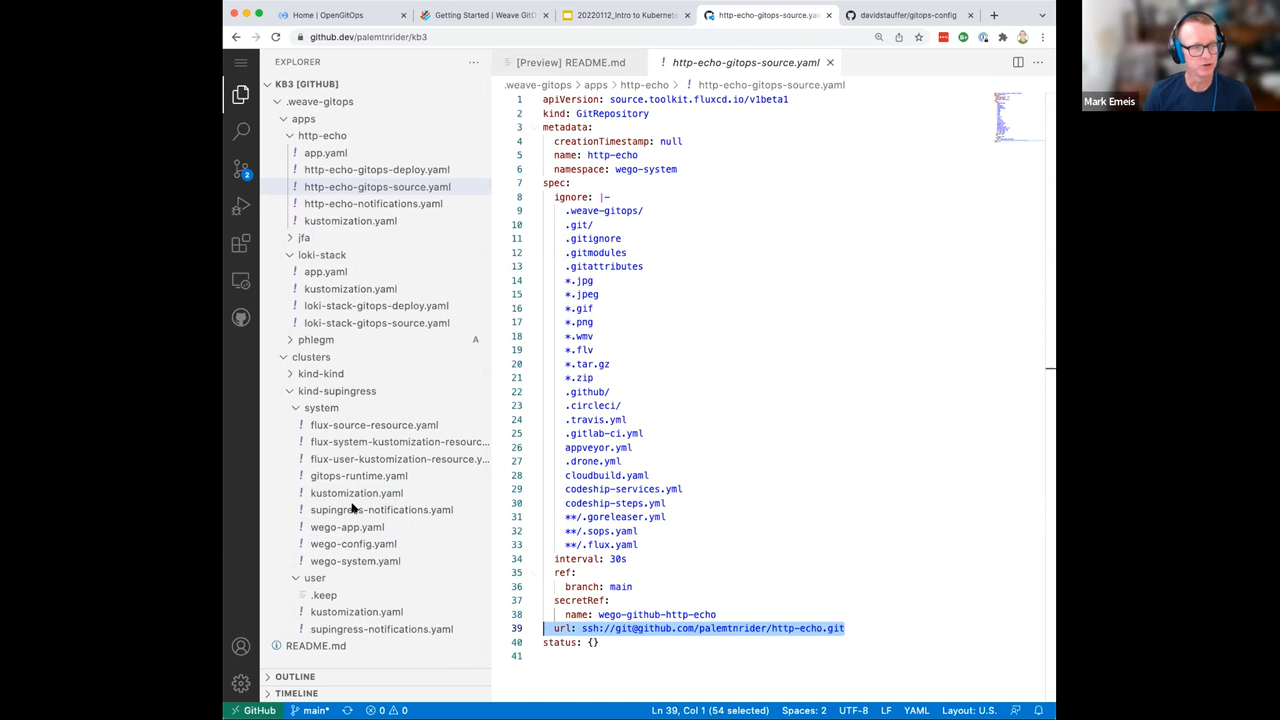 Home | OpenGitOps
Getting Started | Weave GitO
20220112_Intro to Kubernetes
http-echo-gitops-source.yaml
davidstauffer/gitops-config
github.dev/palemtnrider/kb3
EXPLORER
KB3 [GITHUB]
.weave-gitops
apps
http-echo
app.yaml
http-echo-gitops-deploy.yaml
http-echo-gitops-source.yaml
http-echo-notifications.yaml
kustomization.yaml
jfa
loki-stack
app.yaml
kustomization.yaml
loki-stack-gitops-deploy.yaml
loki-stack-gitops-source.yaml
phlegm A
clusters
kind-kind
kind-supingress
system
flux-source-resource.yaml
flux-system-kustomization-resourc...
flux-user-kustomization-resource.y...
gitops-runtime.yaml
kustomization.yaml
supingress-notifications.yaml
wego-app.yaml
wego-config.yaml
wego-system.yaml
user
.keep
kustomization.yaml
supingress-notifications.yaml
README.md
OUTLINE
TIMELINE
2
[Preview] README.md
http-echo-gitops-source.yaml
.weave-gitops > apps > http-echo > ! http-echo-gitops-source.yaml
1 apiVersion: source.toolkit.fluxcd.io/v1beta1
2 kind: GitRepository
3 metadata:
4 creationTimestamp: null
5 name: http-echo
6 namespace: wego-system
7 spec:
8 ignore: |-
9 .weave-gitops/
10 .git/
11 .gitignore
12 .gitmodules
13 .gitattributes
14 *.jpg
15 *.jpeg
16 *.gif
17 *.png
18 *.wmv
19 *.flv
20 *.tar.gz
21 *.zip
22 .github/
23 .circleci/
24 .travis.yml
25 .gitlab-ci.yml
26 appveyor.yml
27 .drone.yml
28 cloudbuild.yaml
29 codeship-services.yml
30 codeship-steps.yml
31 **/.goreleaser.yml
32 **/.sops.yaml
33 **/.flux.yaml
34 interval: 30s
35 ref:
36 branch: main
37 secretRef:
38 name: wego-github-http-echo
39 url: ssh://git@github.com/palemtnrider/http-echo.git
40 status: {}
41
GitHub main* 0 0 Ln 39, Col 1 (54 selected) Spaces: 2 UTF-8 LF YAML Layout: U.S.
Mark Emeis